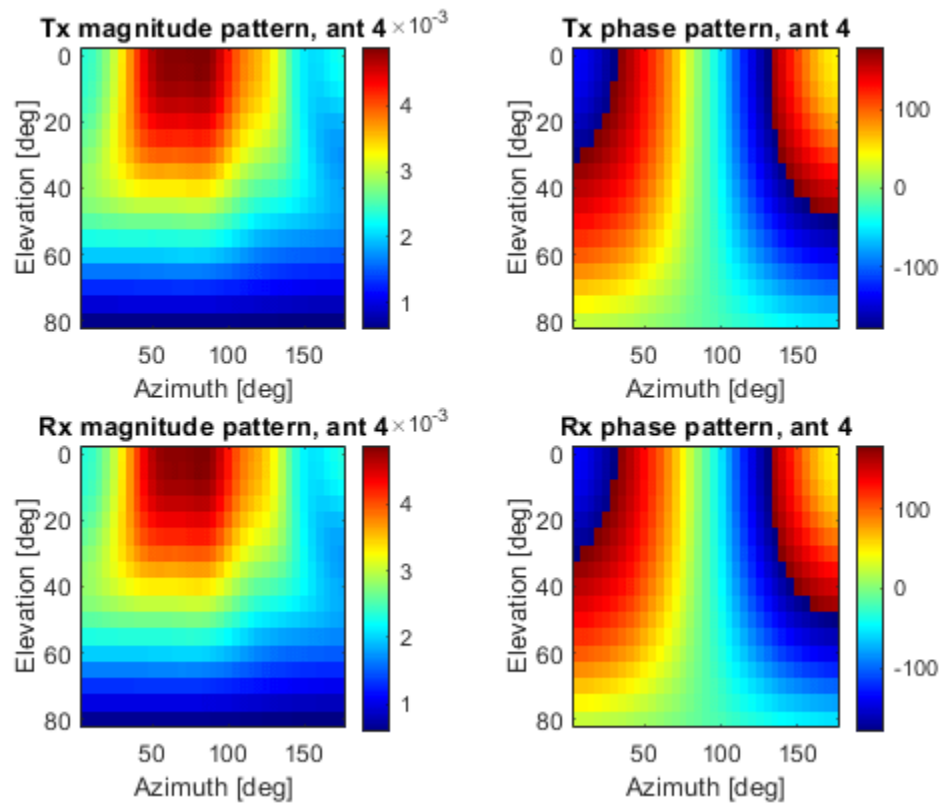 Tx magnitude pattern, ant 4 ×10-3
0
20
40
60
80
Elevation [deg]
50 100 150
Azimuth [deg]
4
3
2
1
Tx phase pattern, ant 4
0
20
40
60
80
Elevation [deg]
50 100 150
Azimuth [deg]
100
0
-100
Rx magnitude pattern, ant 4 ×10-3
0
20
40
60
80
Elevation [deg]
50 100 150
Azimuth [deg]
4
3
2
1
Rx phase pattern, ant 4
0
20
40
60
80
Elevation [deg]
50 100 150
Azimuth [deg]
100
0
-100